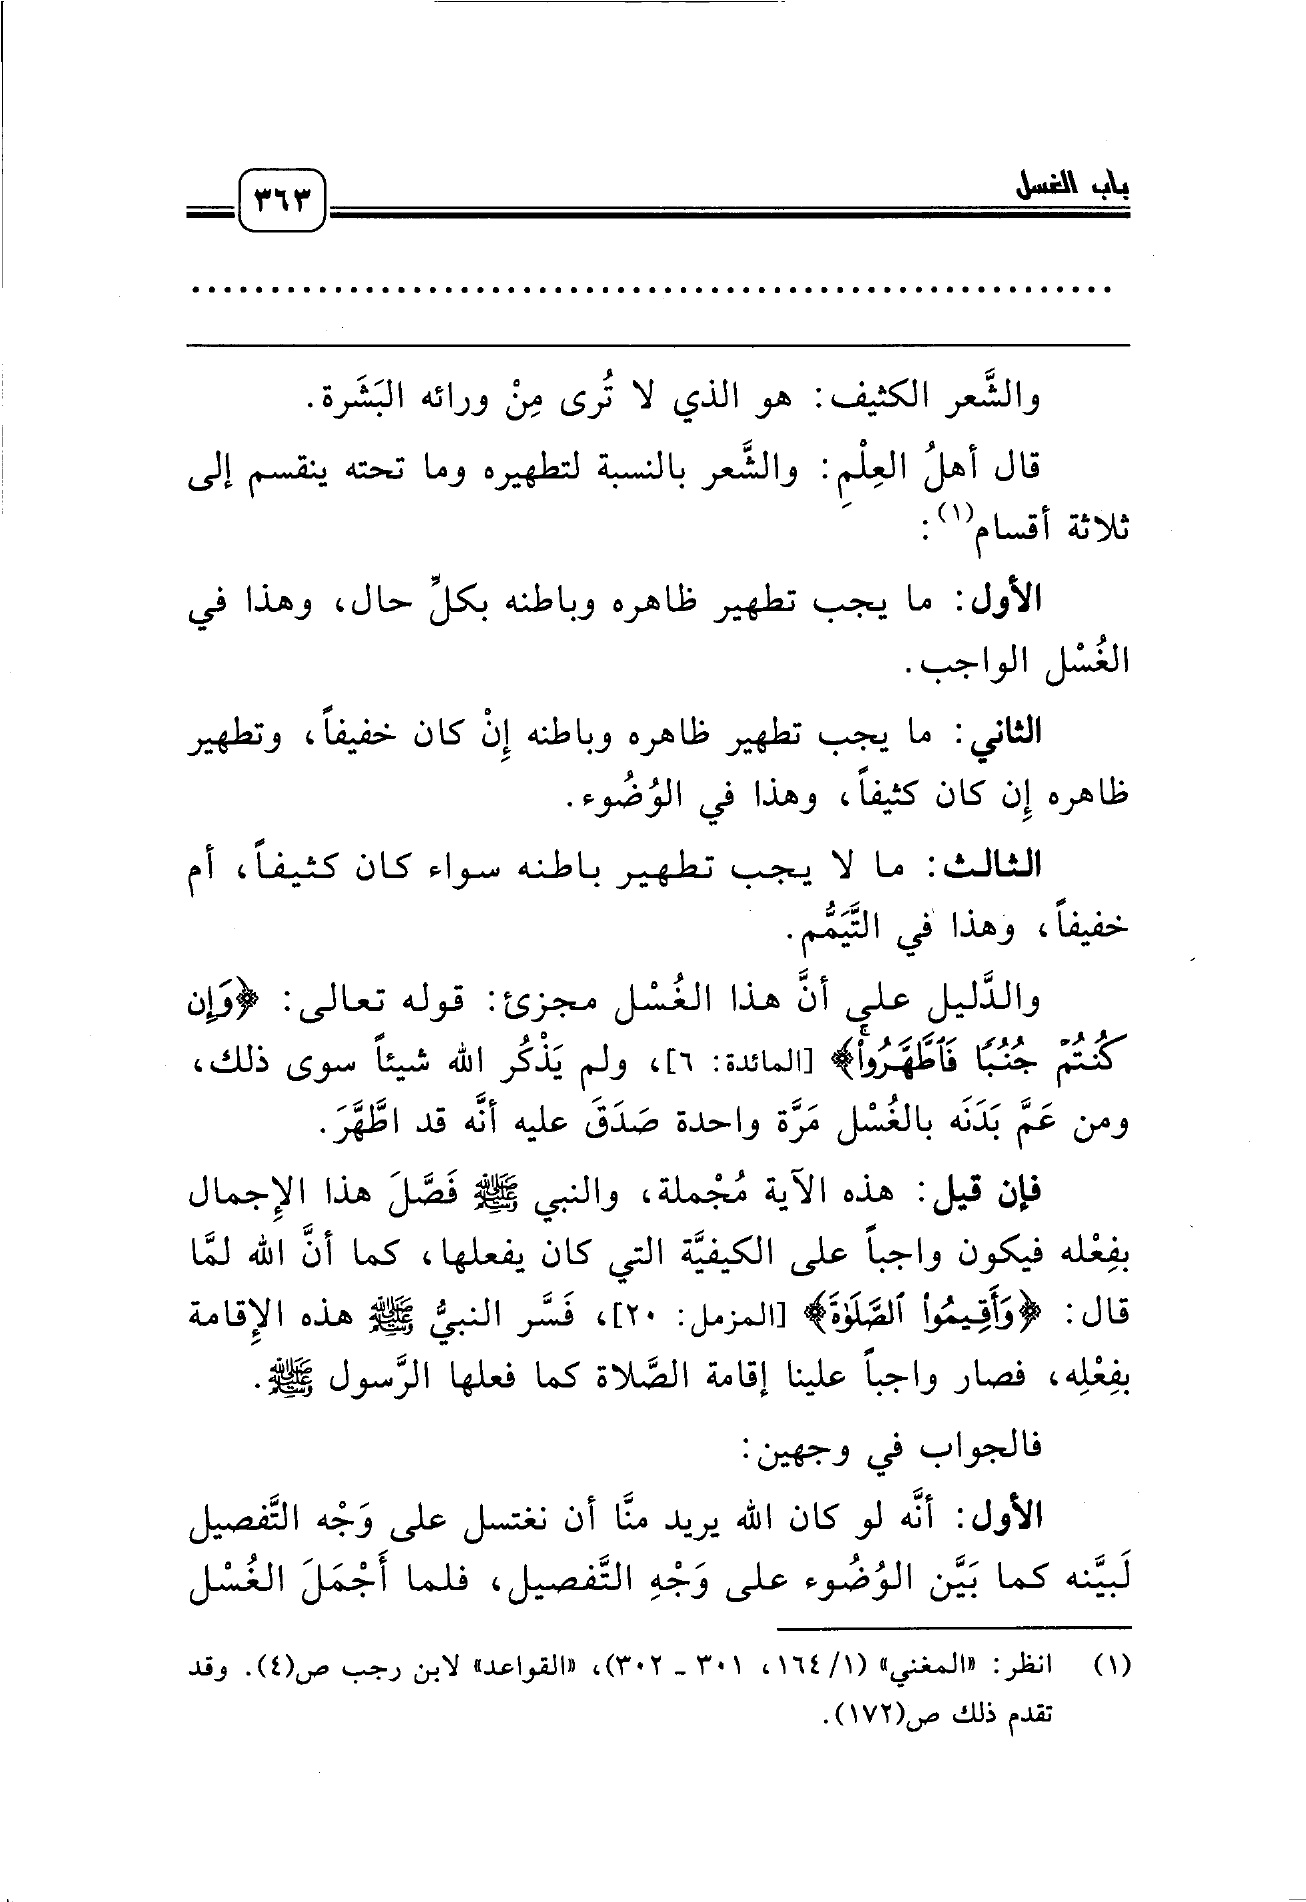 باب الغسل
٣٦٣
................................................................
والشَّعر الكثيف: هو الذي لا تُرى مِنْ ورائه البَشَرة.
قال أهلُ العِلْمِ: والشَّعر بالنسبة لتطهيره وما تحته ينقسم إلى
ثلاثة أقسام(١):
الأول: ما يجب تطهير ظاهره وباطنه بكلِّ حال، وهذا في
الغُسْل الواجب.
الثاني: ما يجب تطهير ظاهره وباطنه إِنْ كان خفيفاً، وتطهير
ظاهره إِن كان كثيفاً، وهذا في الوُضُوء.
الثالث: ما لا يجب تطهير باطنه سواء كان كثيفاً، أم
خفيفاً، وهذا في التَّيَمُّم.
والدَّليل على أنَّ هذا الغُسْل مجزئ: قوله تعالى: ﴿وَإِن
كُنتُمْ جُنُبًا فَٱطَّهَّرُواْۚ﴾ [المائدة: ٦]، ولم يَذْكُر الله شيئاً سوى ذلك،
ومن عَمَّ بَدَنَه بالغُسْل مَرَّة واحدة صَدَقَ عليه أنَّه قد اطَّهَّرَ.
فإن قيل: هذه الآية مُجْملة، والنبي ﷺ فَصَّلَ هذا الإِجمال
بفِعْله فيكون واجباً على الكيفيَّة التي كان يفعلها، كما أنَّ الله لمَّا
قال: ﴿وَأَقِيمُواْ ٱلصَّلَوٰةَ﴾ [المزمل: ٢٠]، فَسَّر النبيُّ ﷺ هذه الإِقامة
بفِعْلِه، فصار واجباً علينا إقامة الصَّلاة كما فعلها الرَّسول ﷺ.
فالجواب في وجهين:
الأول: أنَّه لو كان الله يريد منَّا أن نغتسل على وَجْه التَّفصيل
لَبيَّنه كما بَيَّن الوُضُوء على وَجْهِ التَّفصيل، فلما أَجْمَلَ الغُسْل
(١) انظر: «المغني» (١/ ١٦٤، ٣٠١ ـ ٣٠٢)، «القواعد» لابن رجب ص(٤). وقد
تقدم ذلك ص(١٧٢).